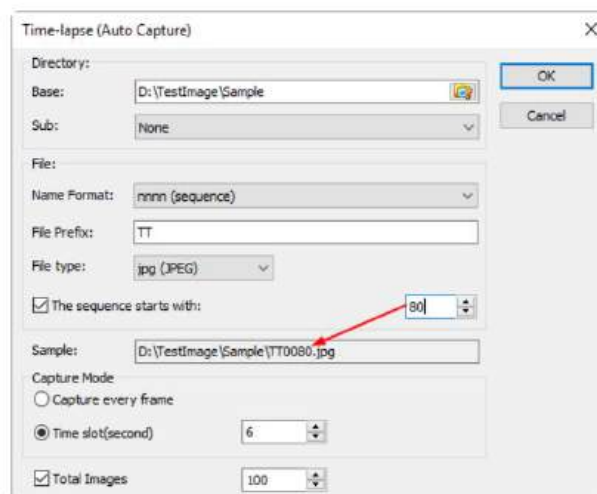 Time-lapse (Auto Capture)
Directory:
Base: D:\TestImage\Sample
OK
Sub: None
Cancel
File:
Name Format: nnnn (sequence)
File Prefix: TT
File type: jpg (JPEG)
The sequence starts with: 80
Sample: D:\TestImage\Sample\TT0080.jpg
Capture Mode
Capture every frame
Time slot(second) 6
Total Images 100